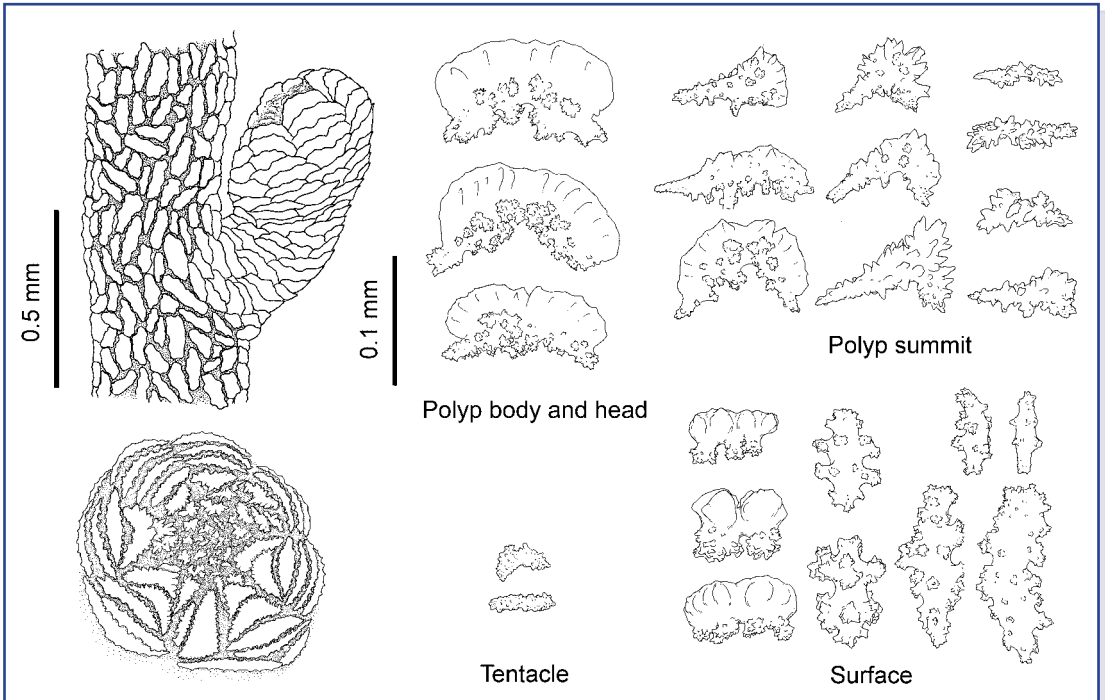 0.5 mm
0.1 mm
Polyp body and head
Polyp summit
Tentacle
Surface